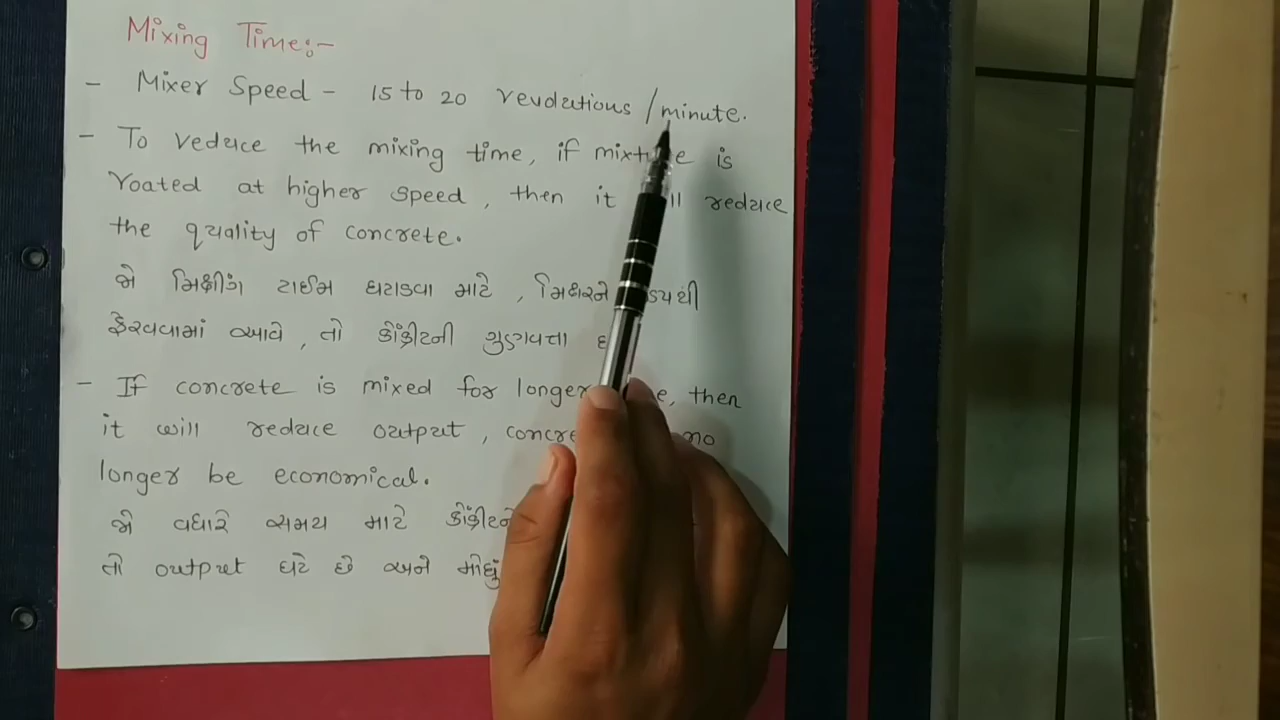 Mixing Time:-
- Mixer Speed - 15 to 20 revolutions /minute.
- To reduce the mixing time, if is
roated at higher speed, then it reduce
the quality of concrete.
જો મિક્ષીંગ ટાઈમ ઘટાડવા માટે,
ફેરવવામાં આવે, તો કોંક્રીટની ગુણવત્તા
- If concrete is mixed for longer then
it will reduce output, no
longer be economical.
જો વધારે સમય માટે
તો output ઘટે છે અને